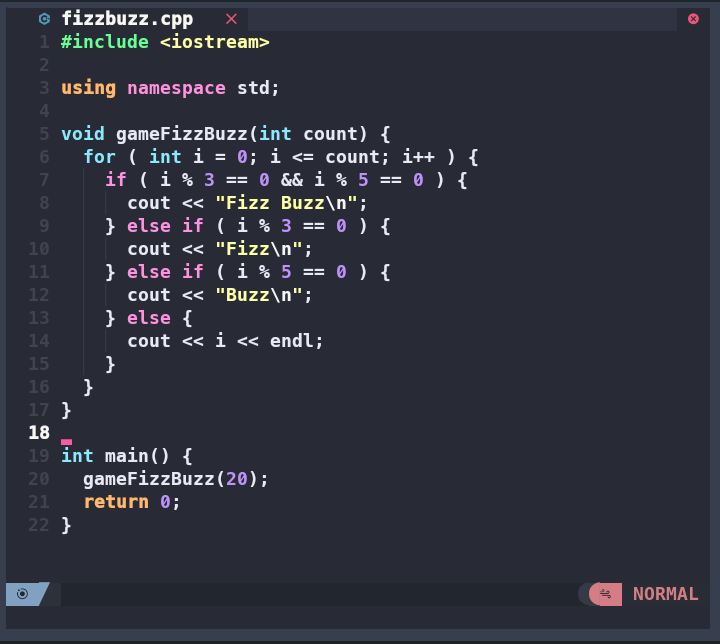 fizzbuzz.cpp
1 #include <iostream>
2
3 using namespace std;
4
5 void gameFizzBuzz(int count) {
6   for ( int i = 0; i <= count; i++ ) {
7     if ( i % 3 == 0 && i % 5 == 0 ) {
8       cout << "Fizz Buzz\n";
9     } else if ( i % 3 == 0 ) {
10       cout << "Fizz\n";
11     } else if ( i % 5 == 0 ) {
12       cout << "Buzz\n";
13     } else {
14       cout << i << endl;
15     }
16   }
17 }
18
19 int main() {
20   gameFizzBuzz(20);
21   return 0;
22 }
NORMAL